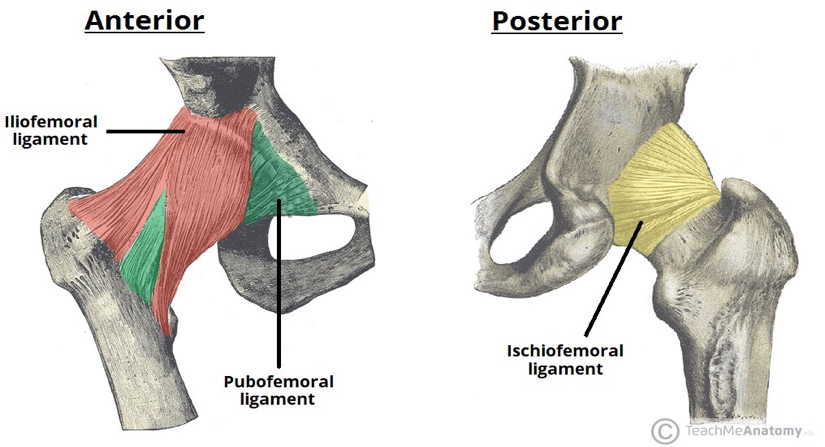 Anterior
Posterior
Iliofemoral
ligament
Pubofemoral
ligament
Ischiofemoral
ligament
© TeachMeAnatomy